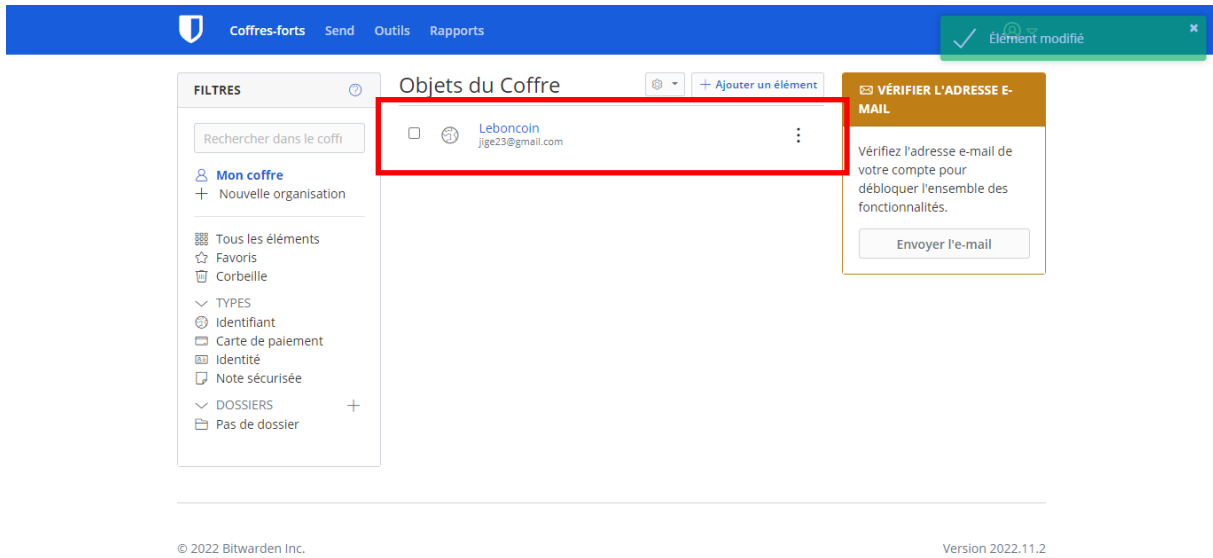 Coffres-forts Send Outils Rapports
Élément modifié
FILTRES
Rechercher dans le coffr
Mon coffre
Nouvelle organisation
Tous les éléments
Favoris
Corbeille
TYPES
Identifiant
Carte de paiement
Identité
Note sécurisée
DOSSIERS
Pas de dossier
Objets du Coffre
+ Ajouter un élément
Leboncoin
jige23@gmail.com
VÉRIFIER L'ADRESSE E-
MAIL
Vérifiez l'adresse e-mail de
votre compte pour
débloquer l'ensemble des
fonctionnalités.
Envoyer l'e-mail
© 2022 Bitwarden Inc.
Version 2022.11.2